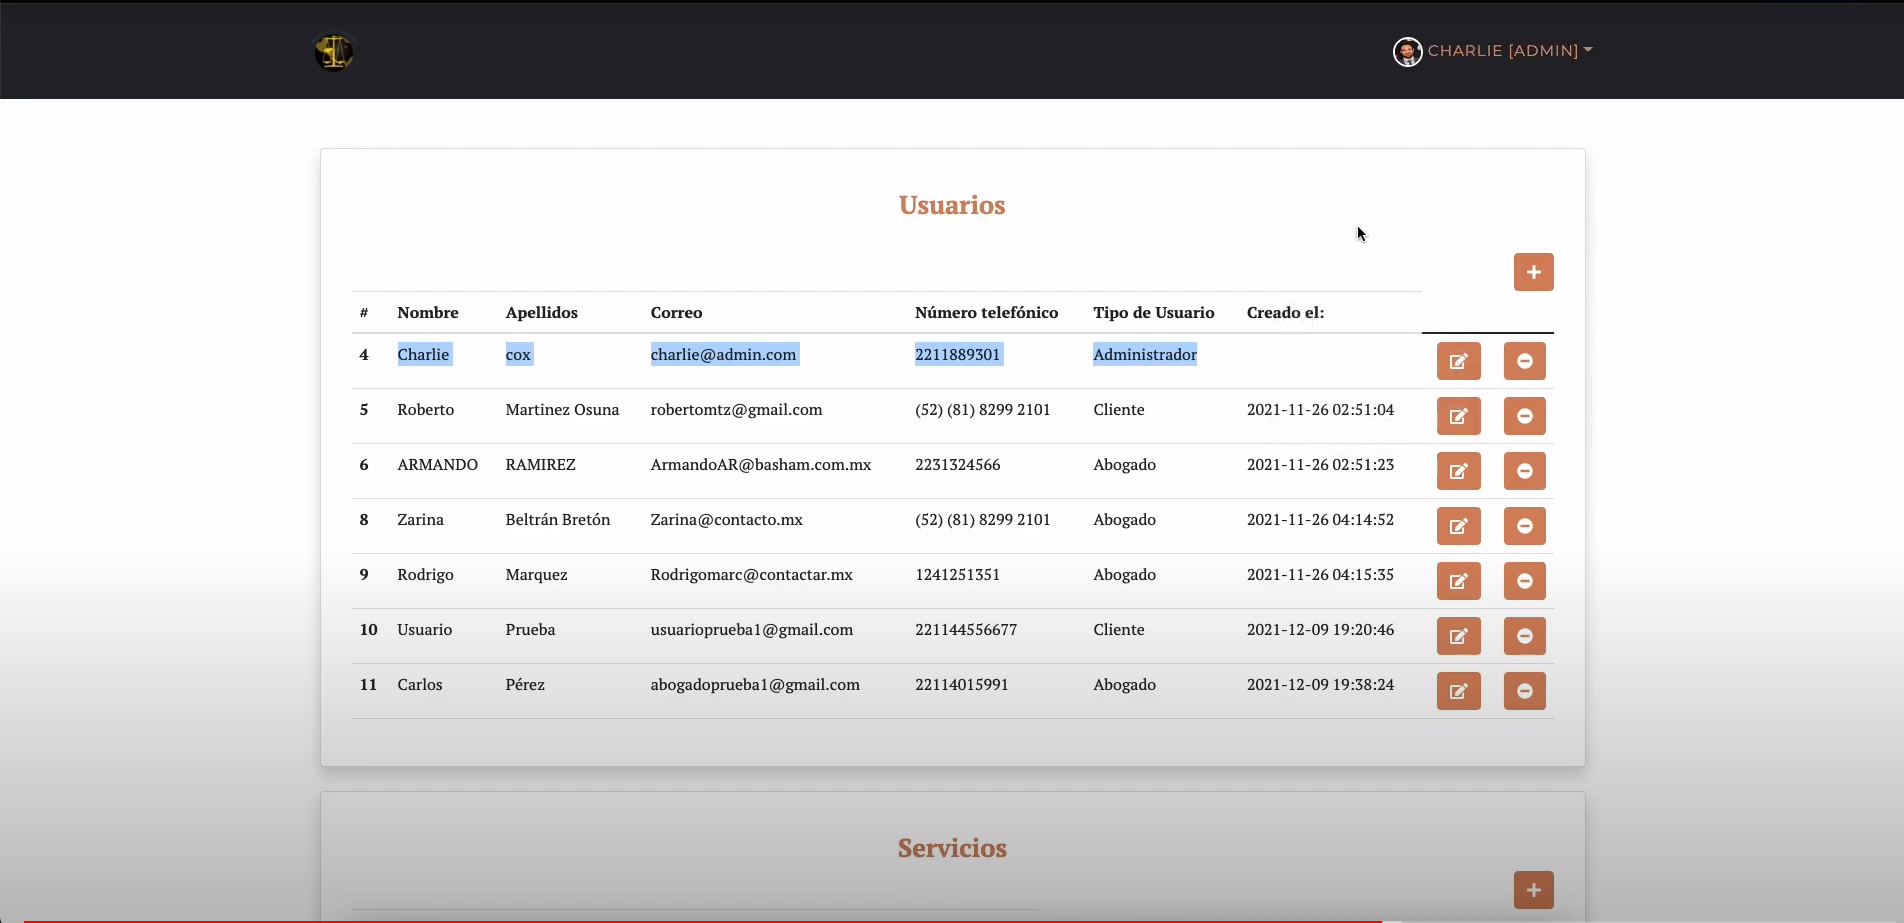 CHARLIE [ADMIN]
Usuarios
# Nombre Apellidos Correo Número telefónico Tipo de Usuario Creado el:
4 Charlie cox charlie@admin.com 2211889301 Administrador
5 Roberto Martinez Osuna robertomtz@gmail.com (52) (81) 8299 2101 Cliente 2021-11-26 02:51:04
6 ARMANDO RAMIREZ ArmandoAR@basham.com.mx 2231324566 Abogado 2021-11-26 02:51:23
8 Zarina Beltrán Bretón Zarina@contacto.mx (52) (81) 8299 2101 Abogado 2021-11-26 04:14:52
9 Rodrigo Marquez Rodrigomarc@contactar.mx 1241251351 Abogado 2021-11-26 04:15:35
10 Usuario Prueba usuarioprueba1@gmail.com 221144556677 Cliente 2021-12-09 19:20:46
11 Carlos Pérez abogadoprueba1@gmail.com 22114015991 Abogado 2021-12-09 19:38:24
Servicios